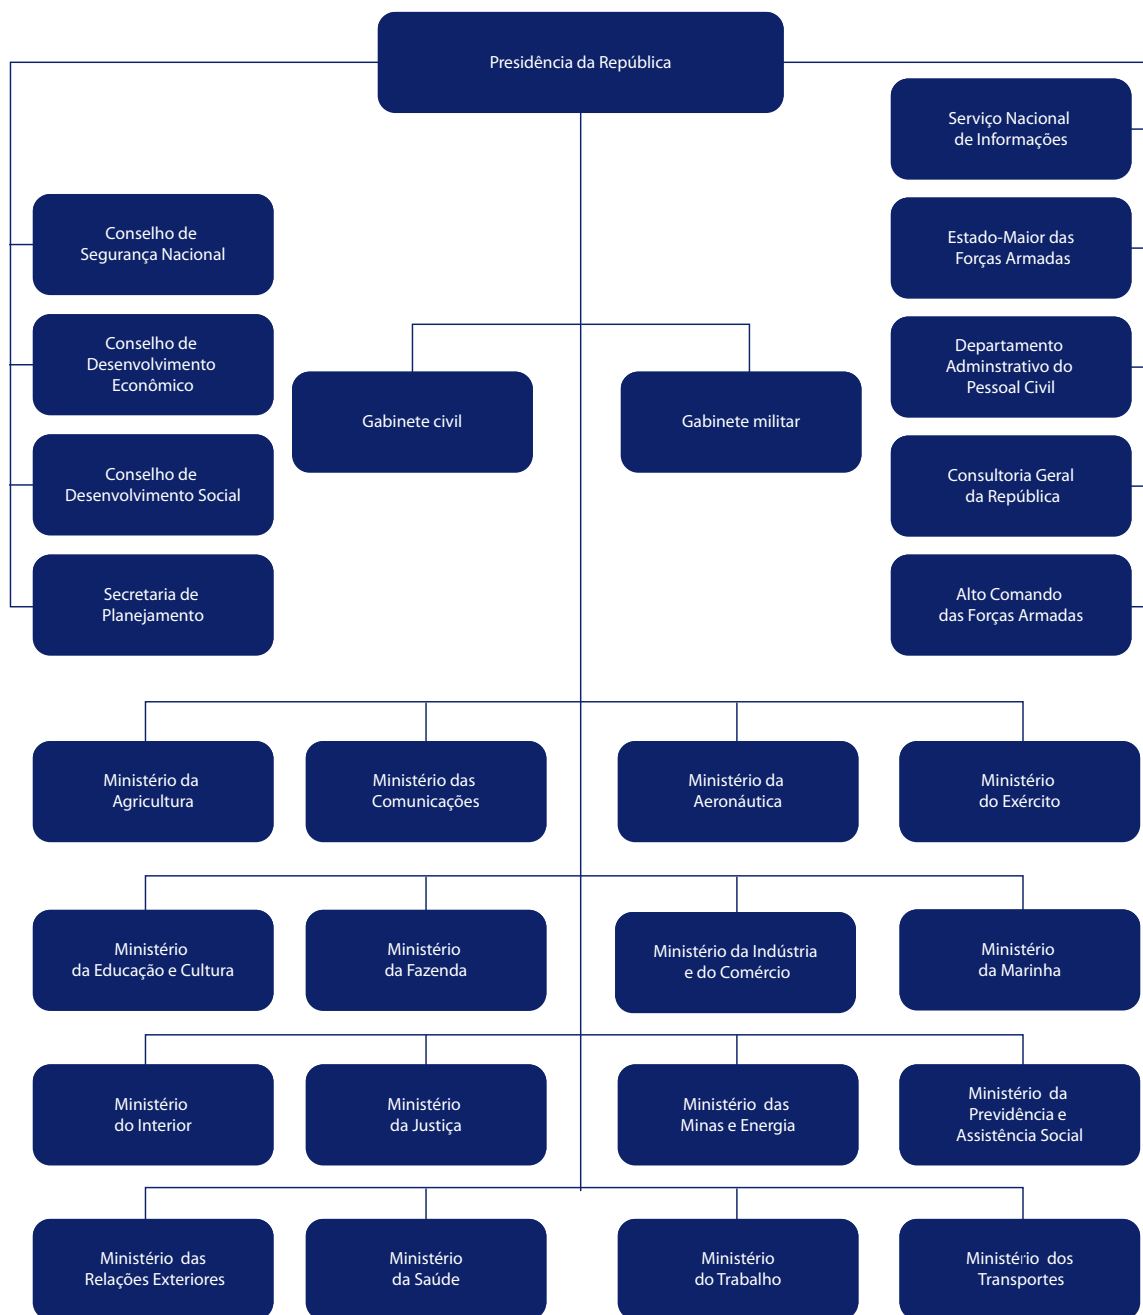 Presidência da República
Serviço Nacional
de Informações
Conselho de
Segurança Nacional
Estado-Maior das
Forças Armadas
Conselho de
Desenvolvimento
Econômico
Departamento
Adminstrativo do
Pessoal Civil
Gabinete civil
Gabinete militar
Conselho de
Desenvolvimento Social
Consultoria Geral
da República
Secretaria de
Planejamento
Alto Comando
das Forças Armadas
Ministério da
Agricultura
Ministério das
Comunicações
Ministério da
Aeronáutica
Ministério
do Exército
Ministério
da Educação e Cultura
Ministério
da Fazenda
Ministério da Indústria
e do Comércio
Ministério
da Marinha
Ministério
do Interior
Ministério
da Justiça
Ministério das
Minas e Energia
Ministério da
Previdência e
Assistência Social
Ministério das
Relações Exteriores
Ministério
da Saúde
Ministério
do Trabalho
Ministério dos
Transportes